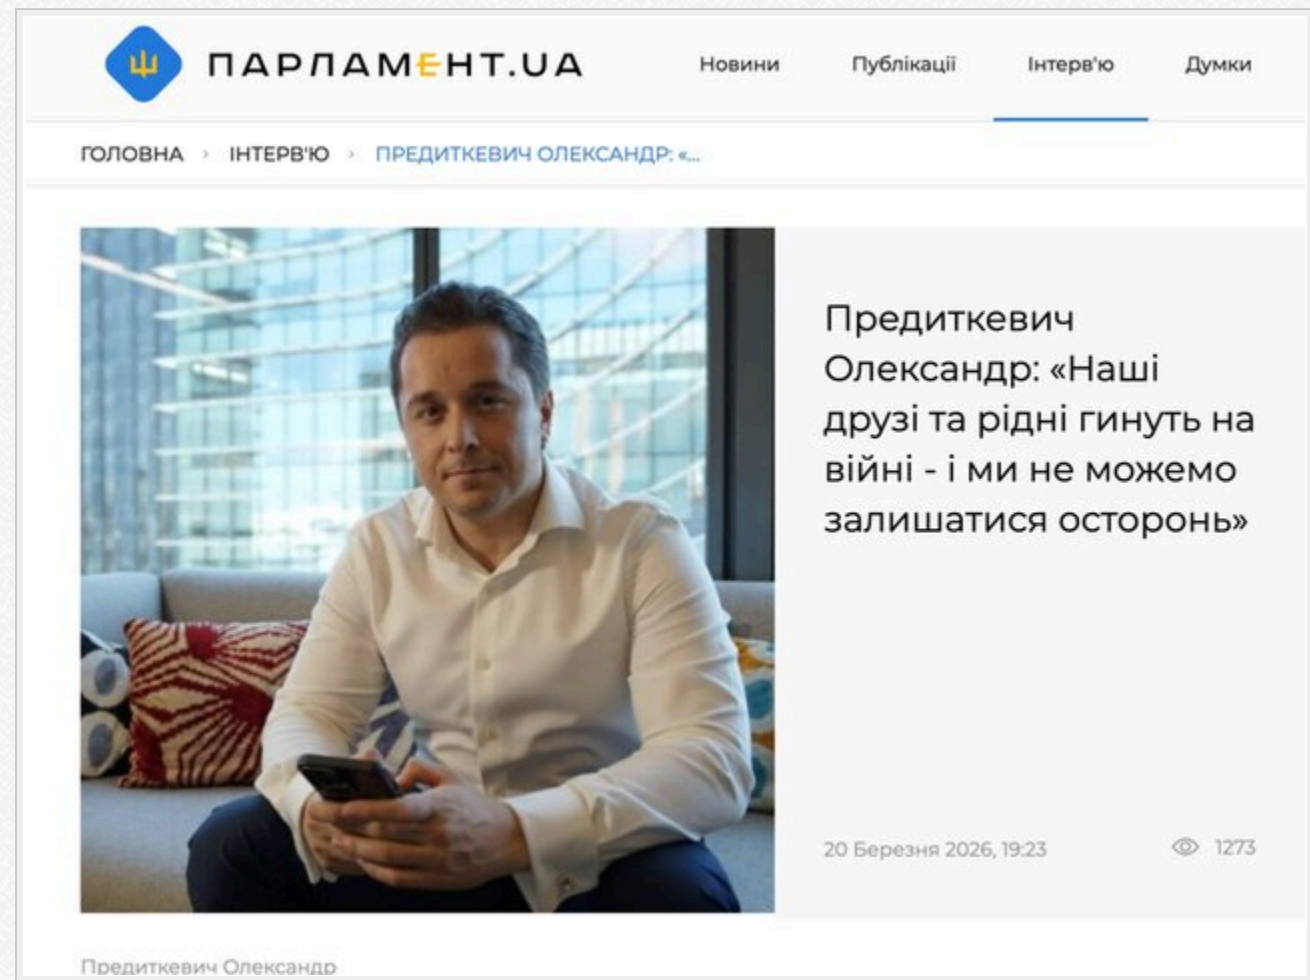 ПАРЛАМЕНТ.UA
Новини
Публікації
Інтерв'ю
Думки
ГОЛОВНА › ІНТЕРВ'Ю › ПРЕДИТКЕВИЧ ОЛЕКСАНДР: «...
Предиткевич
Олександр: «Наші
друзі та рідні гинуть на
війні - і ми не можемо
залишатися осторонь»
20 Березня 2026, 19:23
1273
Предиткевич Олександр